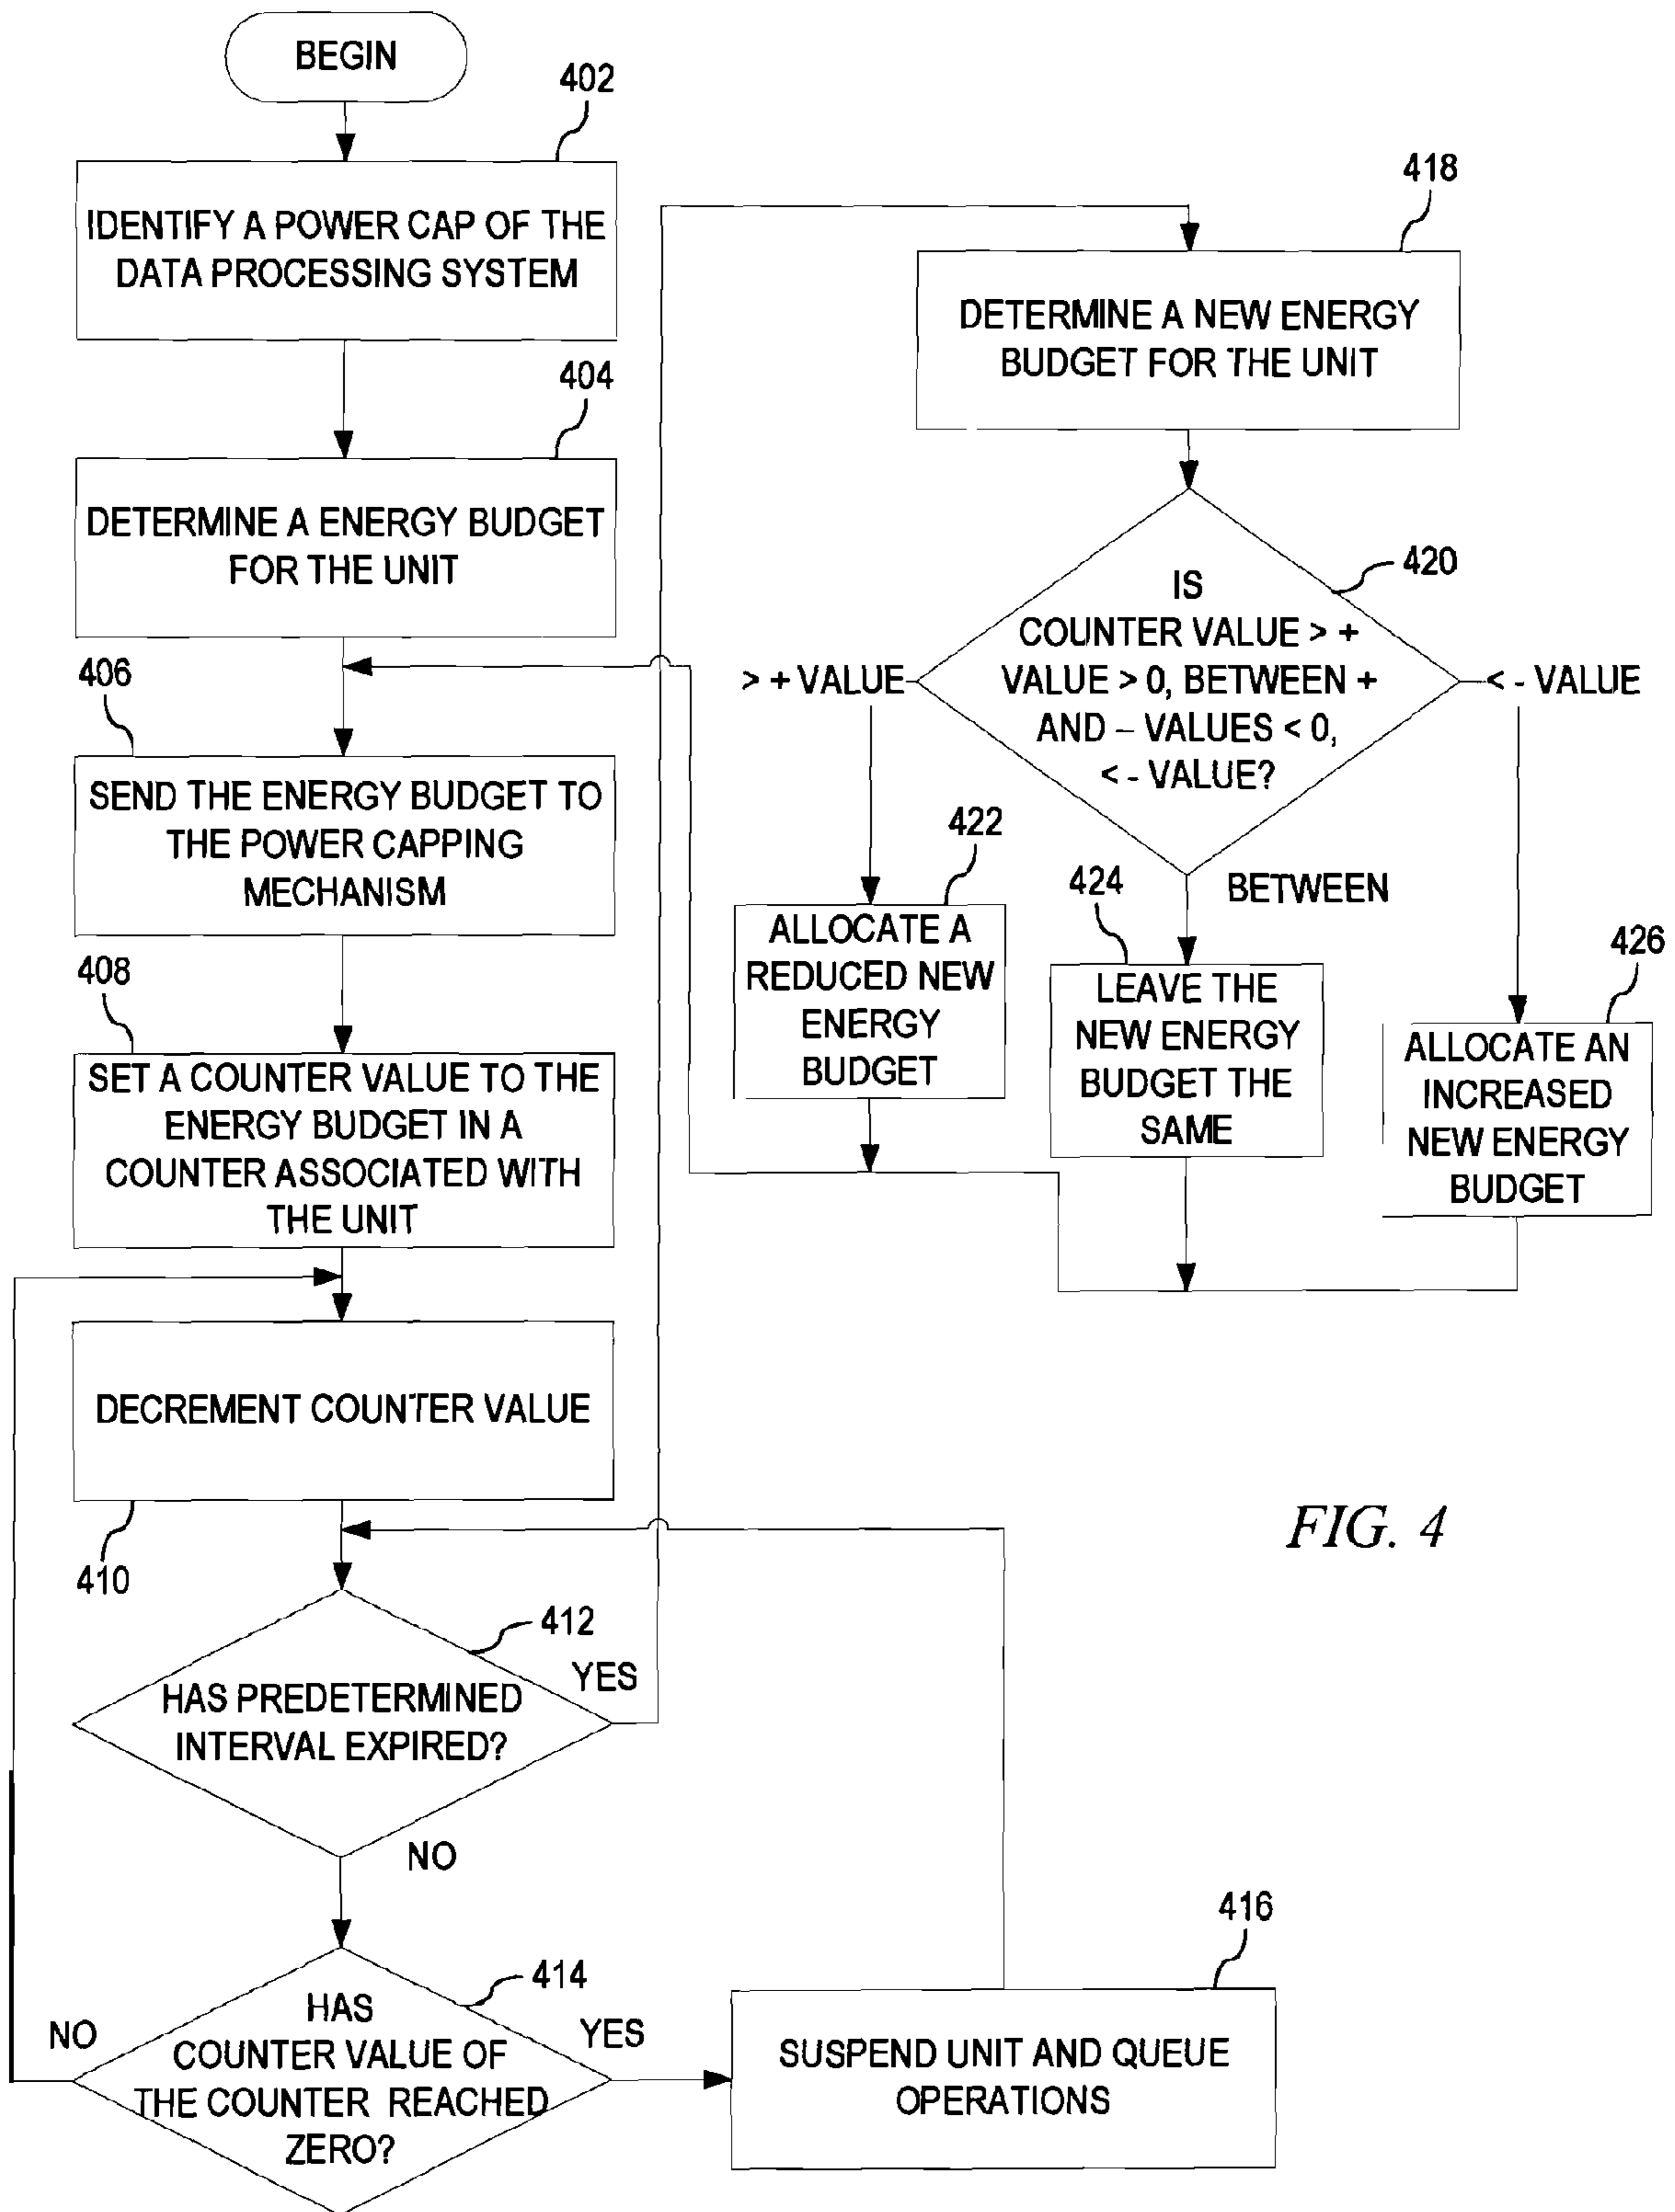 BEGIN
402
IDENTIFY A POWER CAP OF THE
DATA PROCESSING SYSTEM
404
DETERMINE A ENERGY BUDGET
FOR THE UNIT
406
SEND THE ENERGY BUDGET TO
THE POWER CAPPING
MECHANISM
408
SET A COUNTER VALUE TO THE
ENERGY BUDGET IN A
COUNTER ASSOCIATED WITH
THE UNIT
DECREMENT COUNTER VALUE
410
412
HAS PREDETERMINED
INTERVAL EXPIRED?
YES
NO
414
HAS
COUNTER VALUE OF
THE COUNTER REACHED
ZERO?
NO
YES
416
SUSPEND UNIT AND QUEUE
OPERATIONS
418
DETERMINE A NEW ENERGY
BUDGET FOR THE UNIT
420
IS
COUNTER VALUE > +
VALUE > 0, BETWEEN +
AND – VALUES < 0,
< - VALUE?
> + VALUE
< - VALUE
BETWEEN
422
ALLOCATE A
REDUCED NEW
ENERGY
BUDGET
424
LEAVE THE
NEW ENERGY
BUDGET THE
SAME
426
ALLOCATE AN
INCREASED
NEW ENERGY
BUDGET
FIG. 4